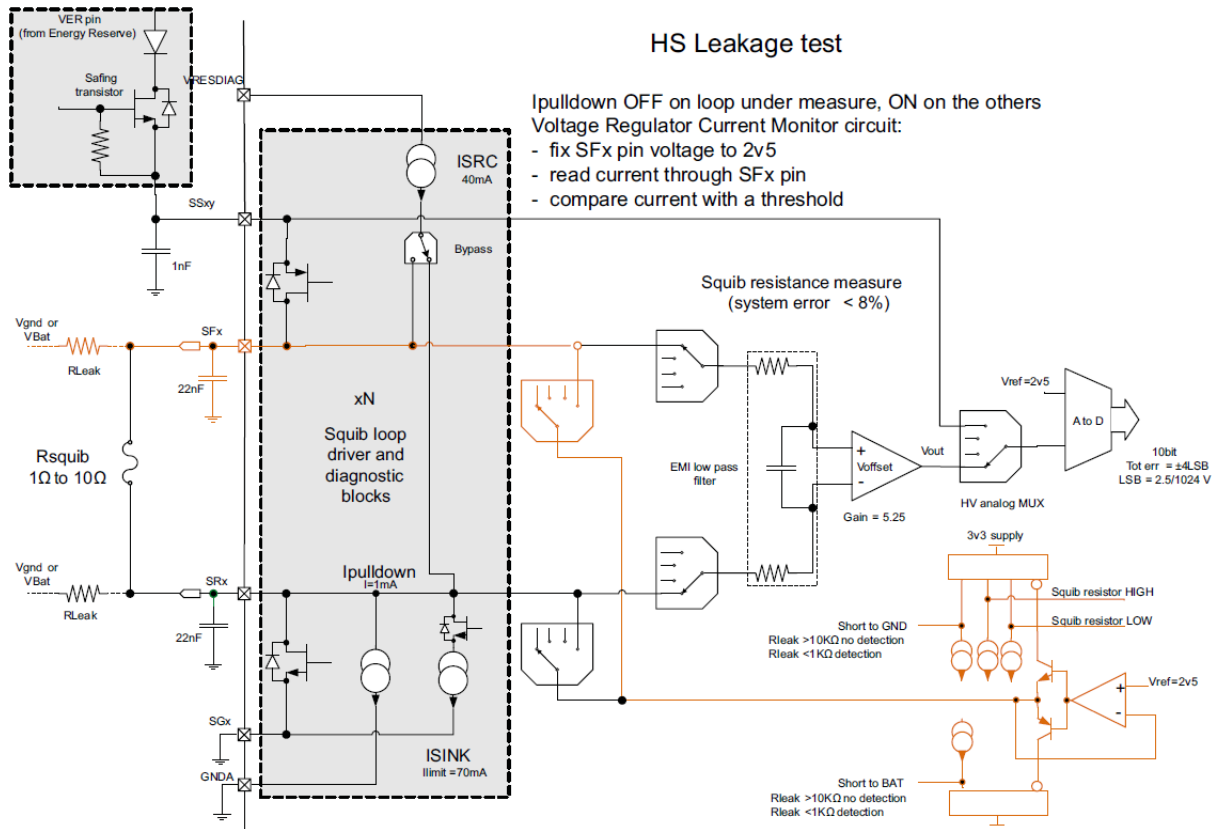 VER pin
(from Energy Reserve)
Safing
transistor
VRESDIAG
HS Leakage test
Ipulldown OFF on loop under measure, ON on the others
Voltage Regulator Current Monitor circuit:
- fix SFx pin voltage to 2v5
- read current through SFx pin
- compare current with a threshold
ISRC
40mA
SSxy
1nF
Bypass
Squib resistance measure
(system error < 8%)
Vgnd or
VBat
RLeak
SFx
22nF
xN
Squib loop
driver and
diagnostic
blocks
Rsquib
1Ω to 10Ω
EMI low pass
filter
+
Voffset
-
Gain = 5.25
Vout
HV analog MUX
Vref=2v5
A to D
10bit
Tot err = ±4LSB
LSB = 2.5/1024 V
3v3 supply
Vgnd or
VBat
RLeak
SRx
22nF
Ipulldown
I=1mA
Squib resistor HIGH
Squib resistor LOW
Short to GND
Rleak >10KΩ no detection
Rleak <1KΩ detection
+
-
Vref=2v5
SGx
GNDA
ISINK
Ilimit =70mA
Short to BAT
Rleak >10KΩ no detection
Rleak <1KΩ detection